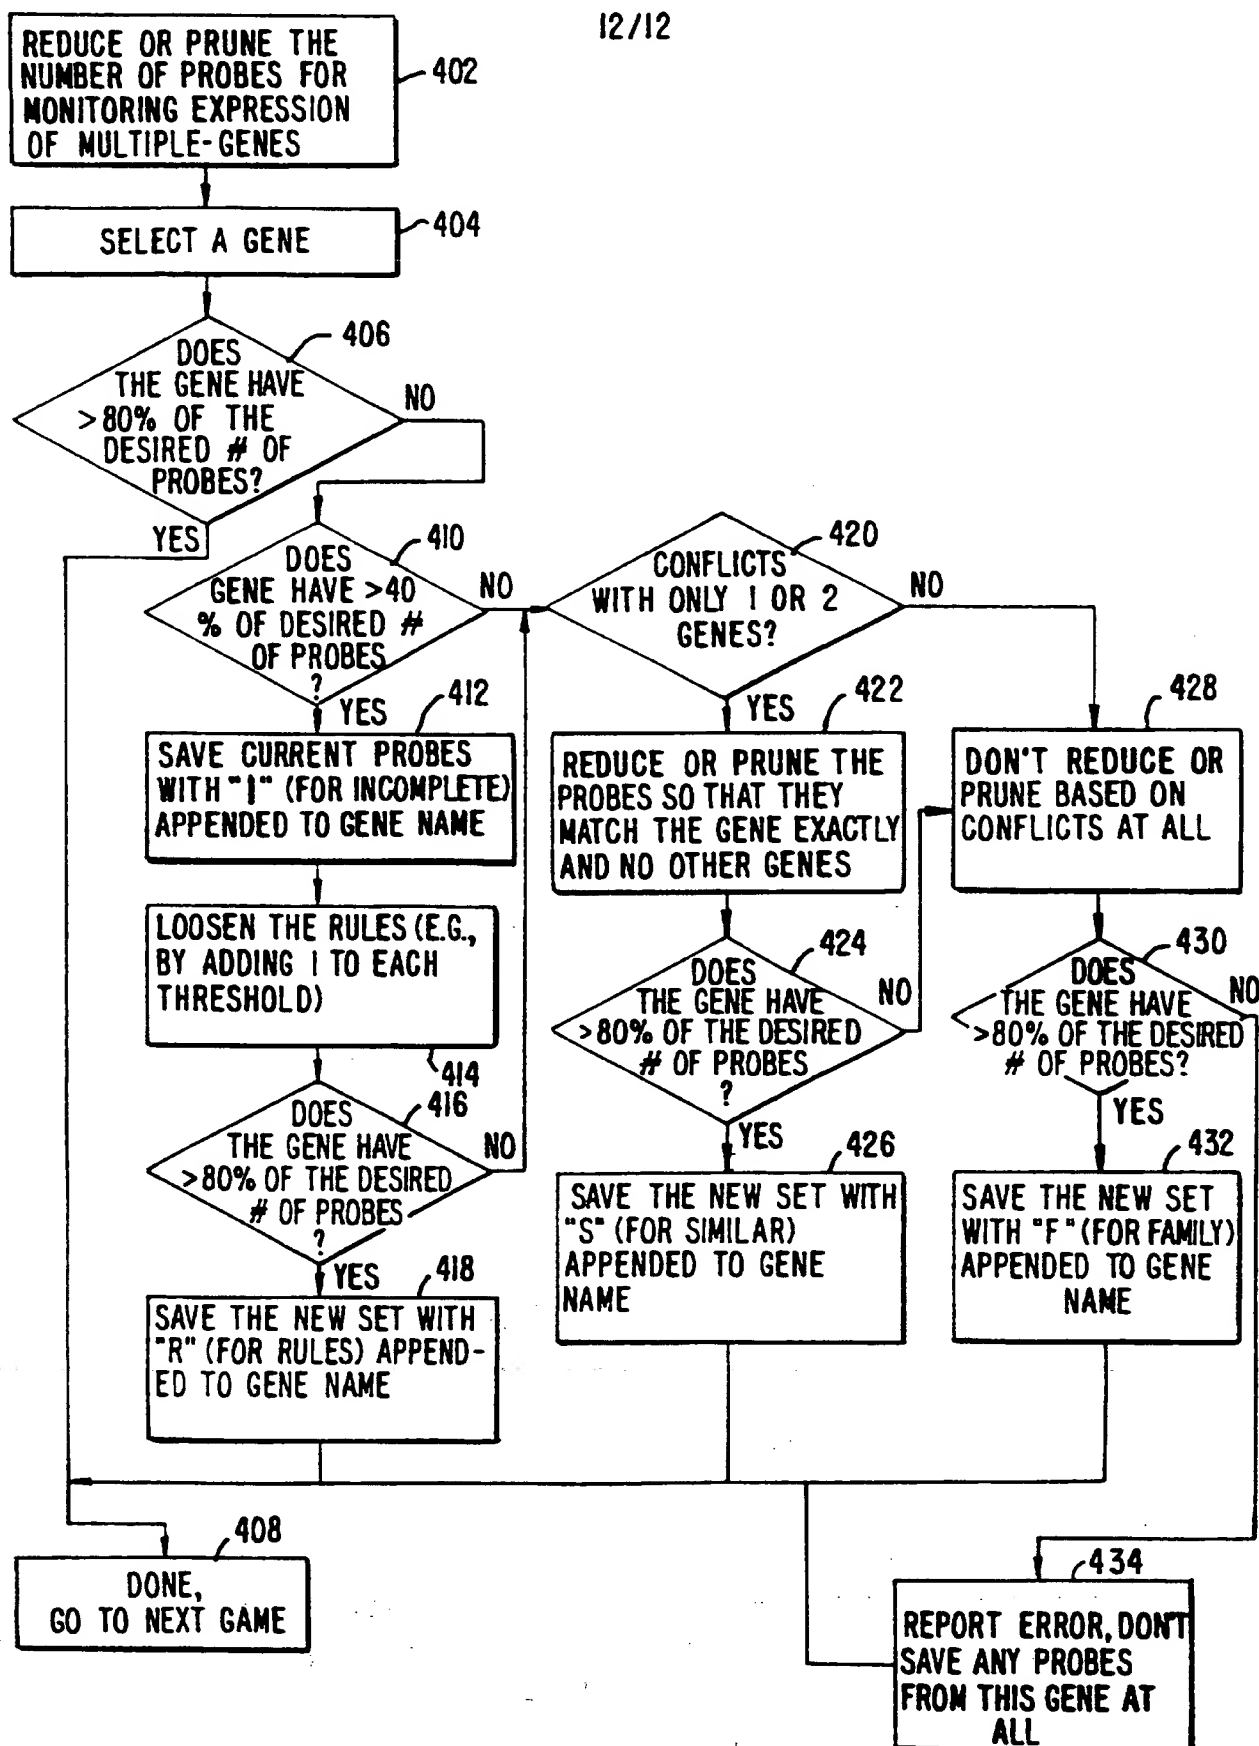 12/12
REDUCE OR PRUNE THE
NUMBER OF PROBES FOR
MONITORING EXPRESSION
OF MULTIPLE-GENES
402
SELECT A GENE
404
406
DOES
THE GENE HAVE
>80% OF THE
DESIRED # OF
PROBES?
NO
YES
410
DOES
GENE HAVE >40
% OF DESIRED #
OF PROBES
?
NO
YES
412
SAVE CURRENT PROBES
WITH "I" (FOR INCOMPLETE)
APPENDED TO GENE NAME
LOOSEN THE RULES (E.G.,
BY ADDING 1 TO EACH
THRESHOLD)
414
416
DOES
THE GENE HAVE
>80% OF THE DESIRED
# OF PROBES
?
NO
YES
418
SAVE THE NEW SET WITH
"R" (FOR RULES) APPEND-
ED TO GENE NAME
420
CONFLICTS
WITH ONLY 1 OR 2
GENES?
NO
YES
422
REDUCE OR PRUNE THE
PROBES SO THAT THEY
MATCH THE GENE EXACTLY
AND NO OTHER GENES
424
DOES
THE GENE HAVE
>80% OF THE DESIRED
# OF PROBES
?
NO
YES
426
SAVE THE NEW SET WITH
"S" (FOR SIMILAR)
APPENDED TO GENE
NAME
428
DON'T REDUCE OR
PRUNE BASED ON
CONFLICTS AT ALL
430
DOES
THE GENE HAVE
>80% OF THE DESIRED
# OF PROBES?
NO
YES
432
SAVE THE NEW SET
WITH "F" (FOR FAMILY)
APPENDED TO GENE
NAME
408
DONE,
GO TO NEXT GAME
434
REPORT ERROR, DON'T
SAVE ANY PROBES
FROM THIS GENE AT
ALL